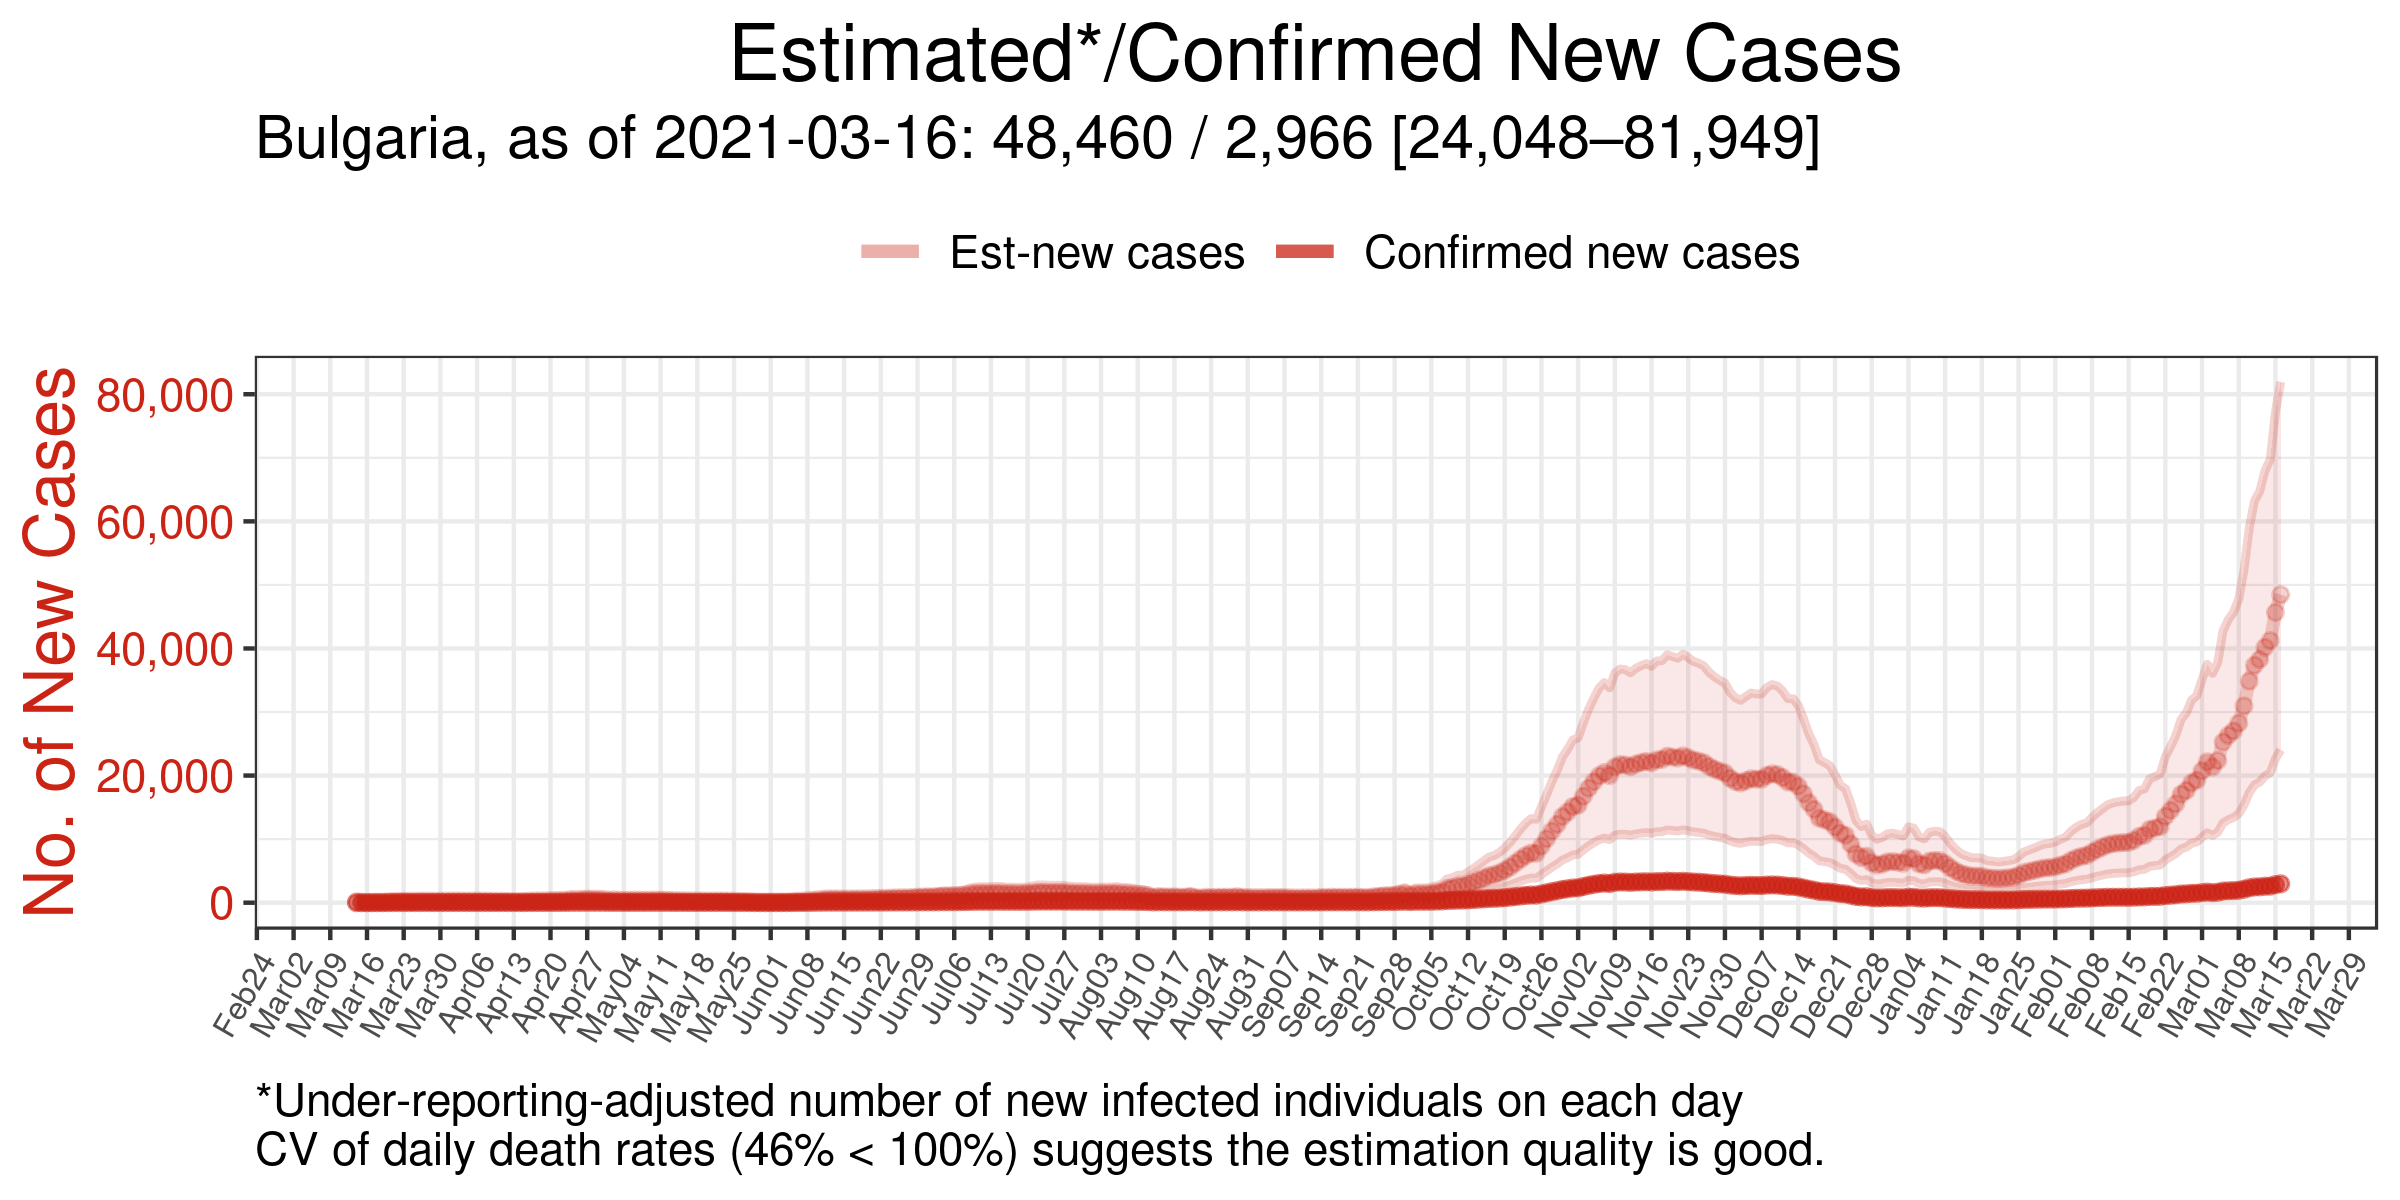 Estimated*/Confirmed New Cases
Bulgaria, as of 2021-03-16: 48,460 / 2,966 [24,048–81,949]
Est-new cases Confirmed new cases
No. of New Cases
80,000
60,000
40,000
20,000
0
Feb24 Mar02 Mar09 Mar16 Mar23 Mar30 Apr06 Apr13 Apr20 Apr27 May04 May11 May18 May25 Jun01 Jun08 Jun15 Jun22 Jun29 Jul06 Jul13 Jul20 Jul27 Aug03 Aug10 Aug17 Aug24 Aug31 Sep07 Sep14 Sep21 Sep28 Oct05 Oct12 Oct19 Oct26 Nov02 Nov09 Nov16 Nov23 Nov30 Dec07 Dec14 Dec21 Dec28 Jan04 Jan11 Jan18 Jan25 Feb01 Feb08 Feb15 Feb22 Mar01 Mar08 Mar15 Mar22 Mar29
*Under-reporting-adjusted number of new infected individuals on each day
CV of daily death rates (46% < 100%) suggests the estimation quality is good.